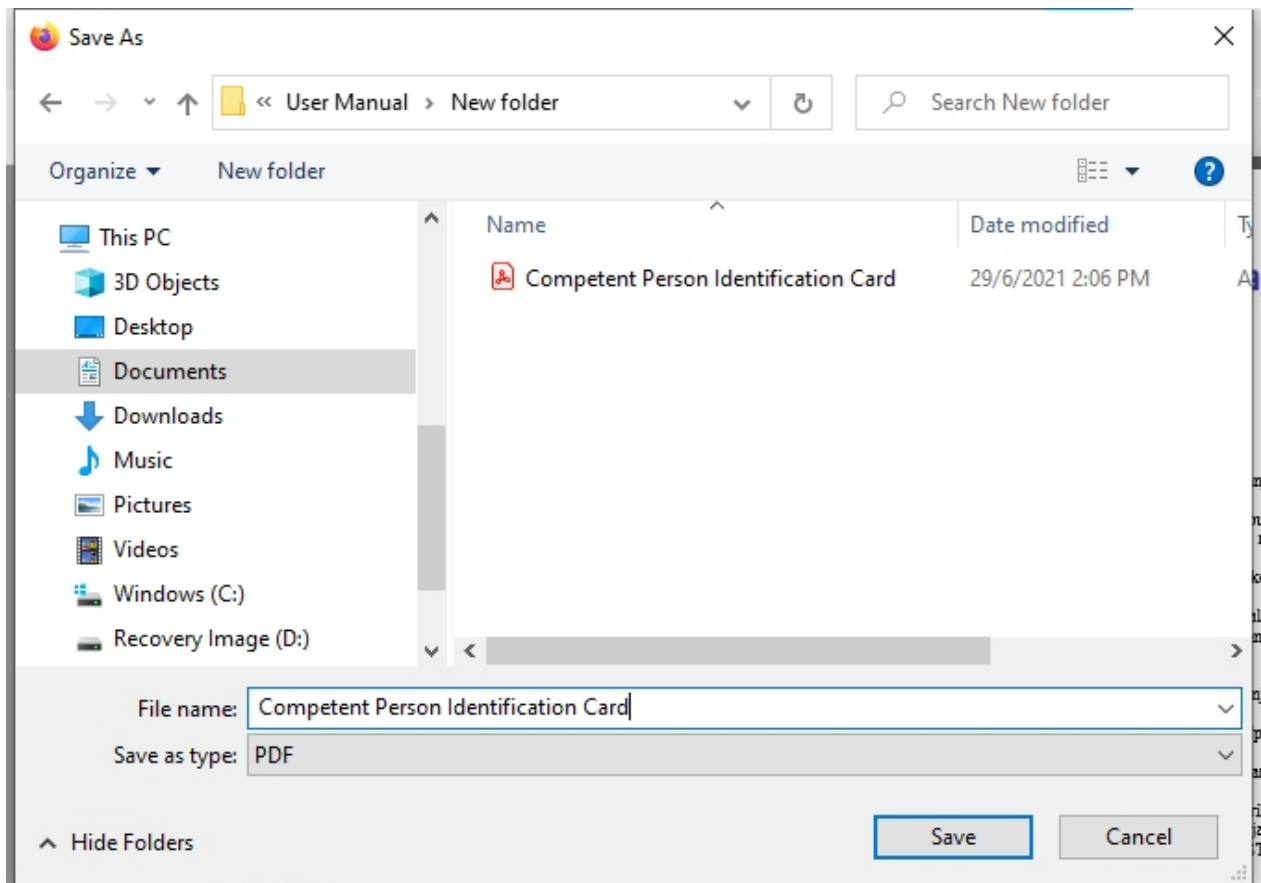 Save As
« User Manual > New folder
Search New folder
Organize
New folder
Name
Date modified
This PC
3D Objects
Competent Person Identification Card
29/6/2021 2:06 PM
Desktop
Documents
Downloads
Music
Pictures
Videos
Windows (C:)
Recovery Image (D:)
File name: Competent Person Identification Card
Save as type: PDF
Hide Folders
Save
Cancel